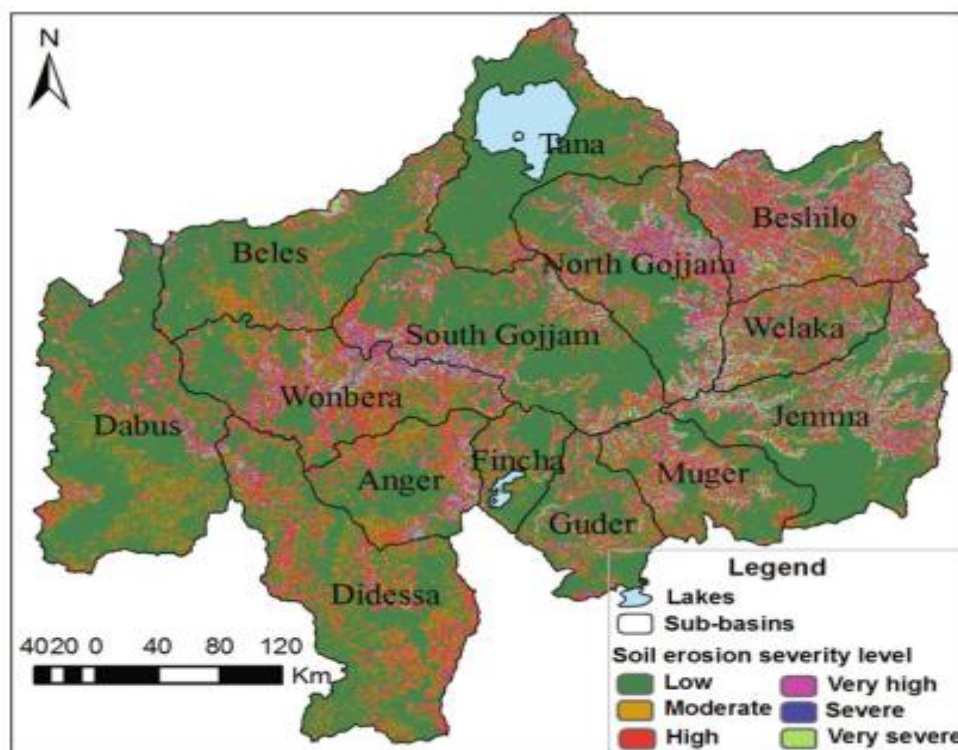 N
Tana
Beshilo
Beles
North Gojjam
South Gojjam
Welaka
Wonbera
Dabus
Jemma
Anger
Fincha
Muger
Guder
Didessa
4020 0 40 80 120
Km
Legend
Lakes
Sub-basins
Soil erosion severity level
Low
Moderate
High
Very high
Severe
Very severe